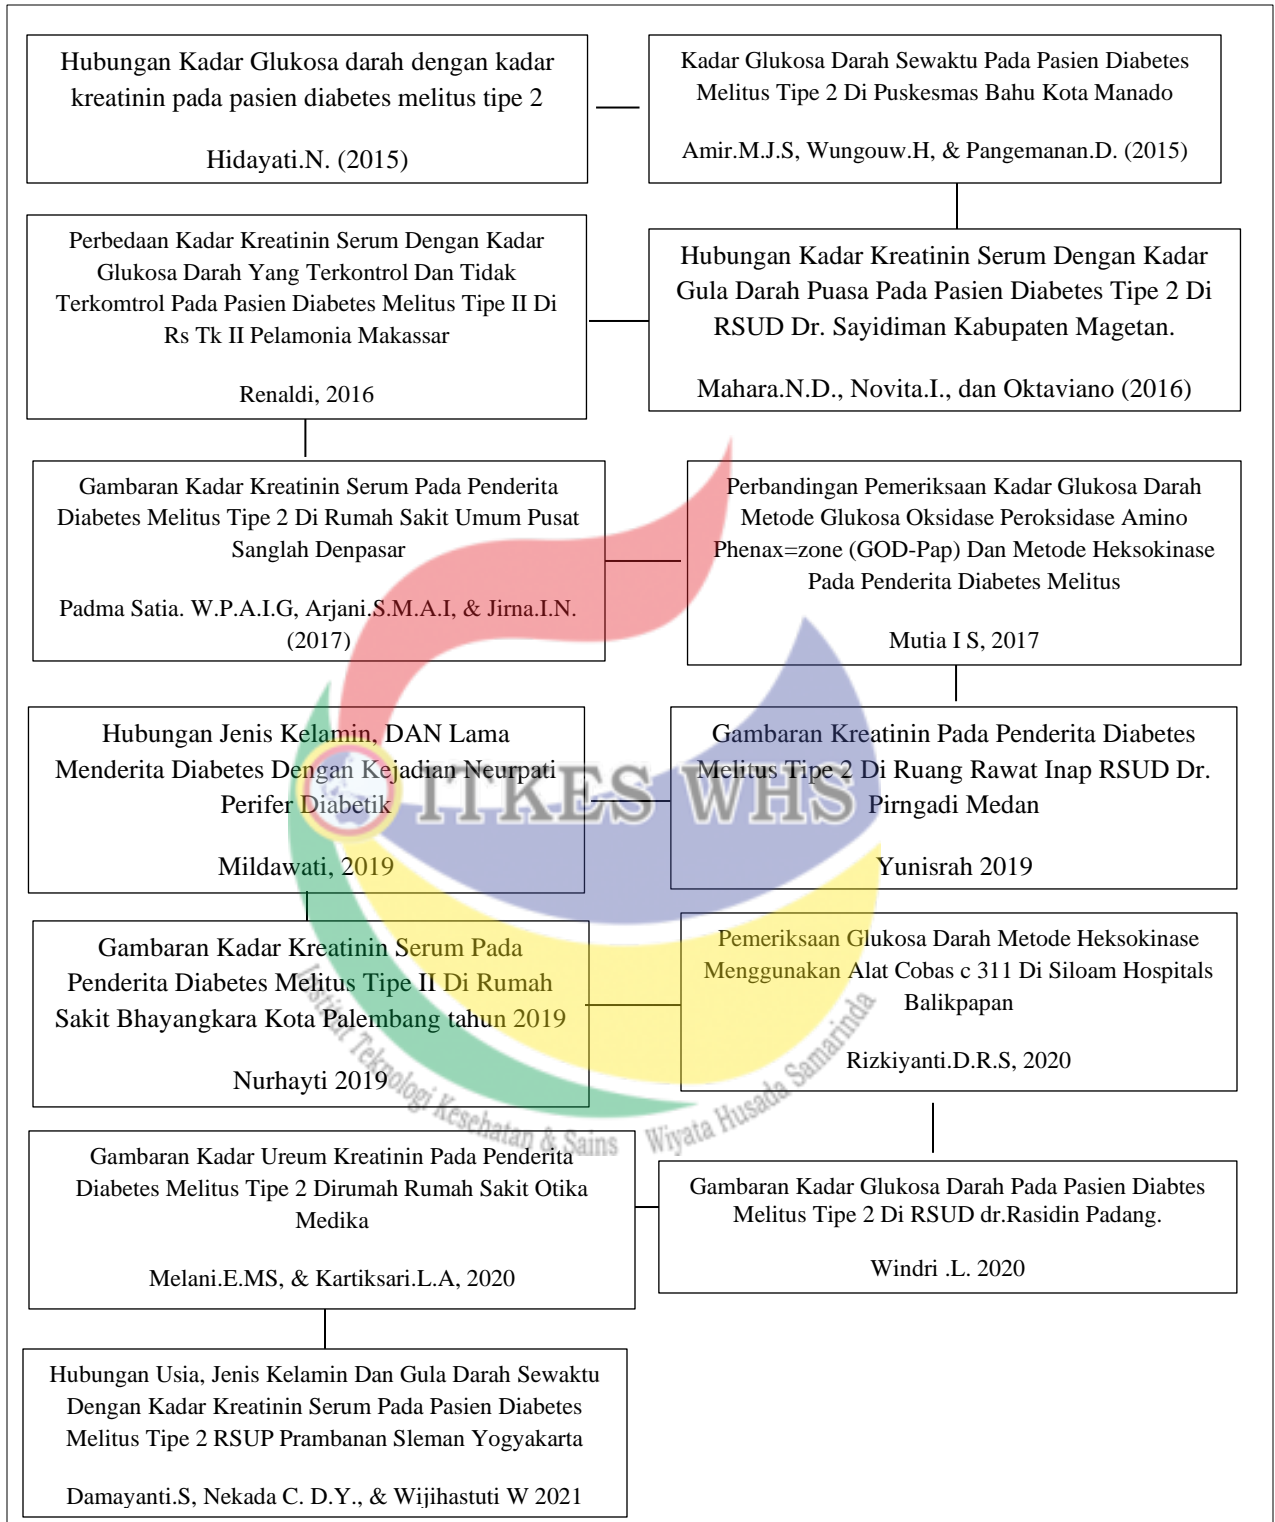 Hubungan Kadar Glukosa darah dengan kadar
kreatinin pada pasien diabetes melitus tipe 2
Hidayati.N. (2015)
Kadar Glukosa Darah Sewaktu Pada Pasien Diabetes
Melitus Tipe 2 Di Puskesmas Bahu Kota Manado
Amir.M.J.S, Wungouw.H, & Pangemanan.D. (2015)
Perbedaan Kadar Kreatinin Serum Dengan Kadar
Glukosa Darah Yang Terkontrol Dan Tidak
Terkomtrol Pada Pasien Diabetes Melitus Tipe II Di
Rs Tk II Pelamonia Makassar
Renaldi, 2016
Hubungan Kadar Kreatinin Serum Dengan Kadar
Gula Darah Puasa Pada Pasien Diabetes Tipe 2 Di
RSUD Dr. Sayidiman Kabupaten Magetan.
Mahara.N.D., Novita.I., dan Oktaviano (2016)
Gambaran Kadar Kreatinin Serum Pada Penderita
Diabetes Melitus Tipe 2 Di Rumah Sakit Umum Pusat
Sanglah Denpasar
Padma Satia. W.P.A.I.G, Arjani.S.M.A.I, & Jirna.I.N.
(2017)
Perbandingan Pemeriksaan Kadar Glukosa Darah
Metode Glukosa Oksidase Peroksidase Amino
Phenax=zone (GOD-Pap) Dan Metode Heksokinase
Pada Penderita Diabetes Melitus
Mutia I S, 2017
Hubungan Jenis Kelamin, DAN Lama
Menderita Diabetes Dengan Kejadian Neurpati
Perifer Diabetik
Mildawati, 2019
Gambaran Kreatinin Pada Penderita Diabetes
Melitus Tipe 2 Di Ruang Rawat Inap RSUD Dr.
Pirngadi Medan
Yunisrah 2019
ITKES WHS
Gambaran Kadar Kreatinin Serum Pada
Penderita Diabetes Melitus Tipe II Di Rumah
Sakit Bhayangkara Kota Palembang tahun 2019
Nurhayti 2019
Pemeriksaan Glukosa Darah Metode Heksokinase
Menggunakan Alat Cobas c 311 Di Siloam Hospitals
Balikpapan
Rizkiyanti.D.R.S, 2020
Institut Teknologi Kesehatan & Sains Wiyata Husada Samarinda
Gambaran Kadar Ureum Kreatinin Pada Penderita
Diabetes Melitus Tipe 2 Dirumah Rumah Sakit Otika
Medika
Melani.E.MS, & Kartiksari.L.A, 2020
Gambaran Kadar Glukosa Darah Pada Pasien Diabtes
Melitus Tipe 2 Di RSUD dr.Rasidin Padang.
Windri .L. 2020
Hubungan Usia, Jenis Kelamin Dan Gula Darah Sewaktu
Dengan Kadar Kreatinin Serum Pada Pasien Diabetes
Melitus Tipe 2 RSUP Prambanan Sleman Yogyakarta
Damayanti.S, Nekada C. D.Y., & Wijihastuti W 2021